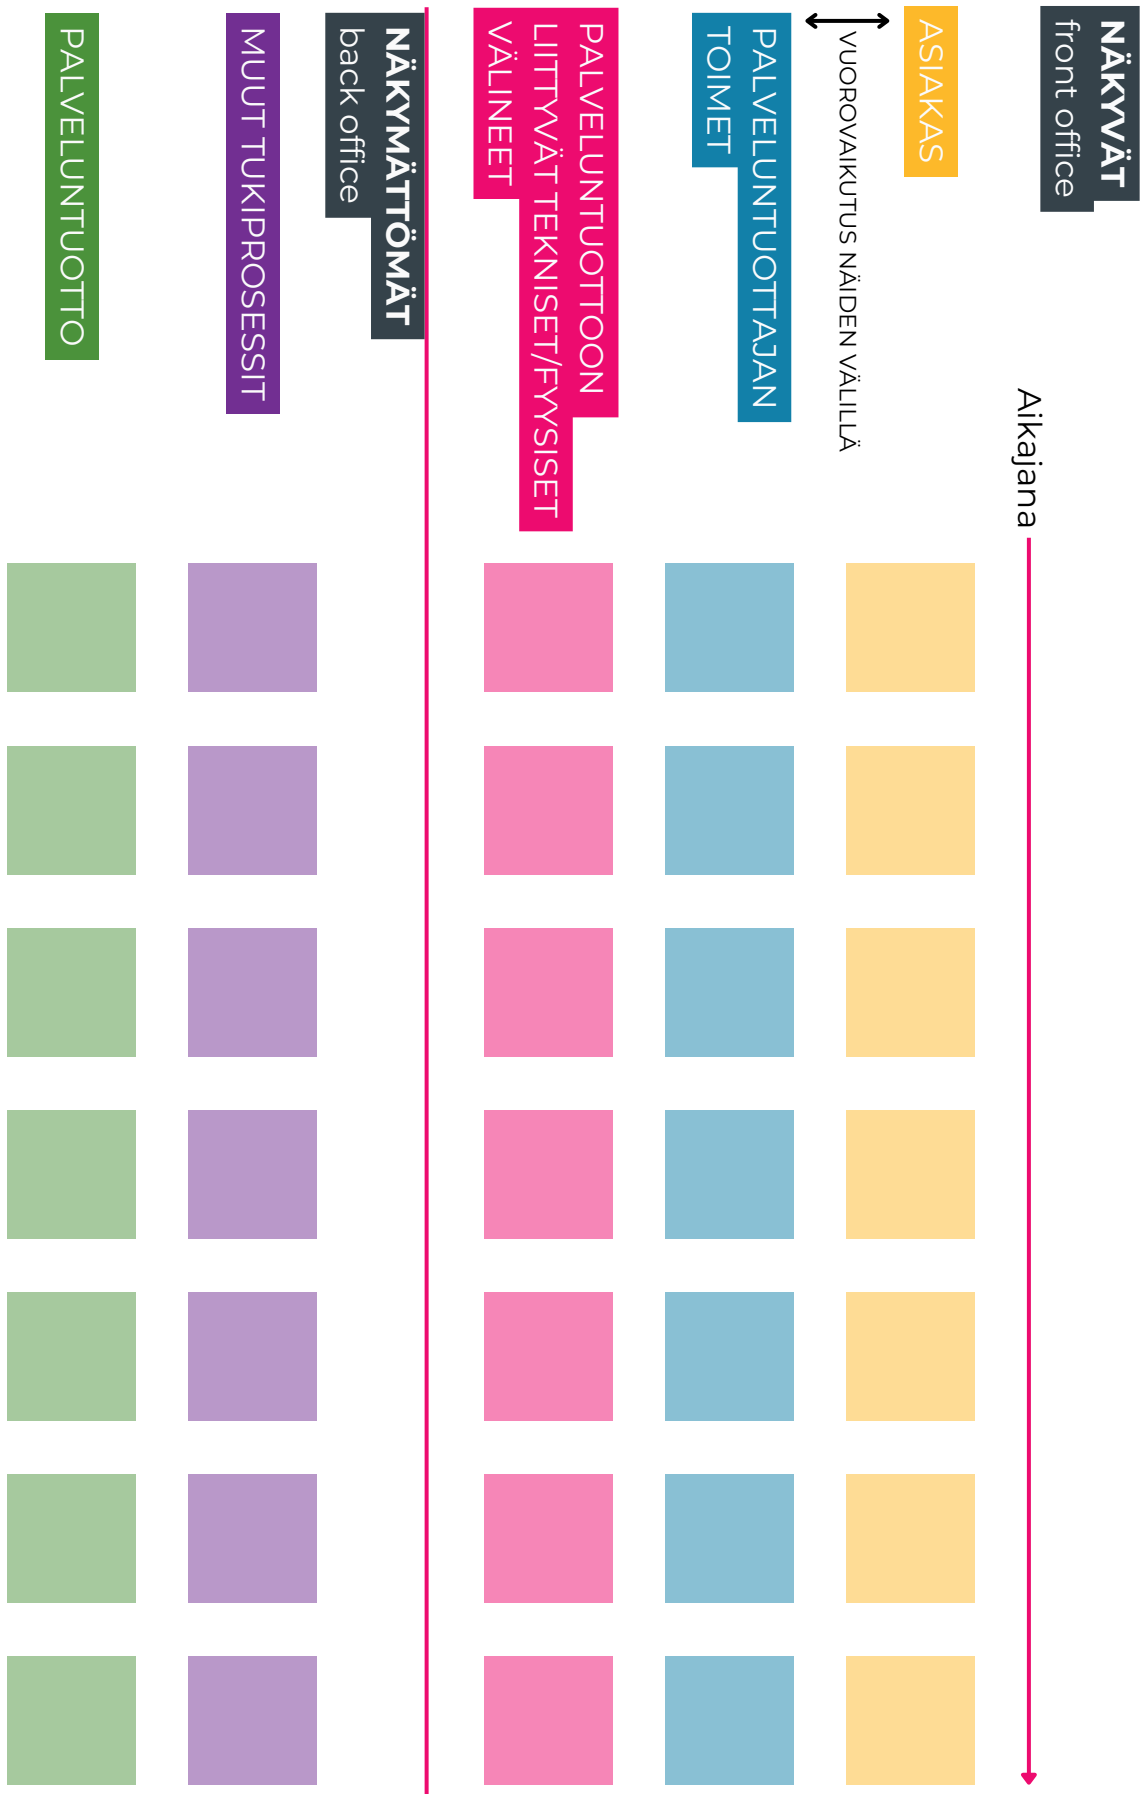 NÄKYVÄT
front office
Aikajana
ASIAKAS
VUOROVAIKUTUS NÄIDEN VÄLILLÄ
PALVELUNTUOTTAJAN
TOIMET
PALVELUNTUOTTOON
LIITTYVÄT TEKNISET/FYYSISET
VÄLINEET
NÄKYMÄTTÖMÄT
back office
MUUT TUKIPROSESSIT
PALVELUNTUOTTO